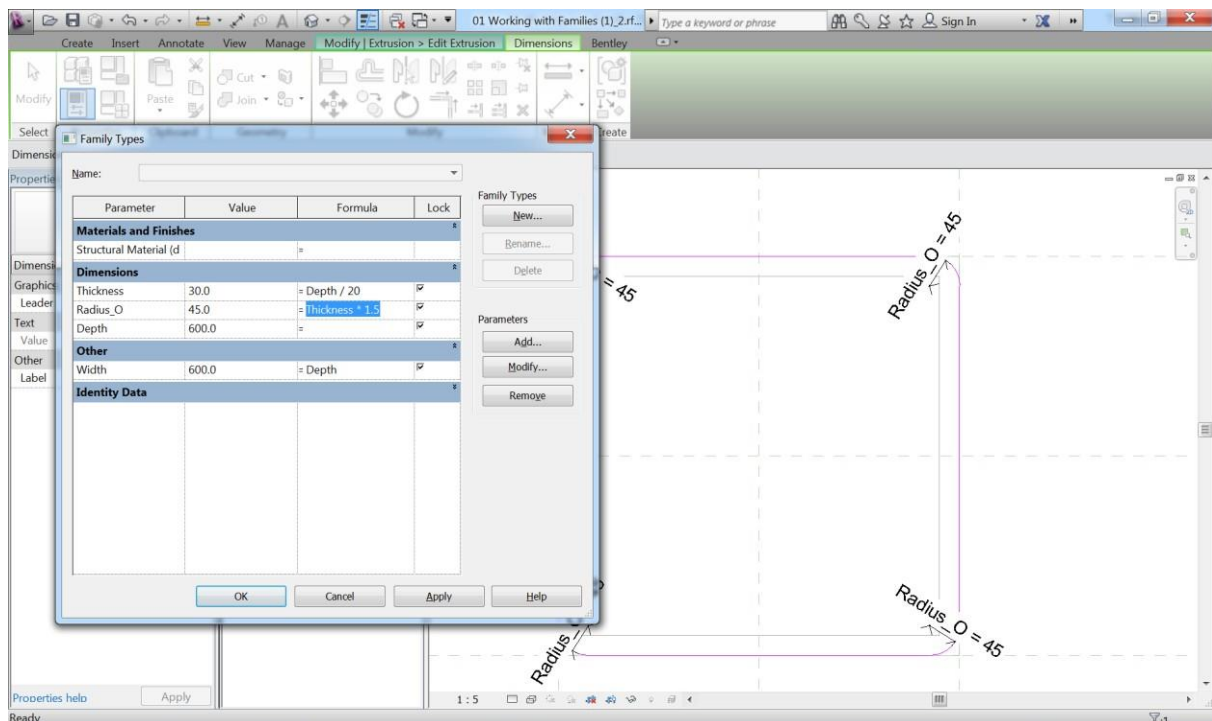 01 Working with Families (1)_2.rf...
Type a keyword or phrase
Sign In
Create Insert Annotate View Manage Modify | Extrusion > Edit Extrusion Dimensions Bentley
Modify
Paste
Cut
Join
Select
Clipboard
Geometry
Modify
Create
Family Types
Name:
Parameter Value Formula Lock
Materials and Finishes
Structural Material (d =
Dimensions
Thickness 30.0 = Depth / 20
Radius_O 45.0 = Thickness * 1.5
Depth 600.0 =
Other
Width 600.0 = Depth
Identity Data
Family Types
New...
Rename...
Delete
Parameters
Add...
Modify...
Remove
OK Cancel Apply Help
Graphics
Leader
Text
Value
Other
Label
Properties help Apply
Ready
= 45
Radius_O = 45
Radius_O = 45
1:5